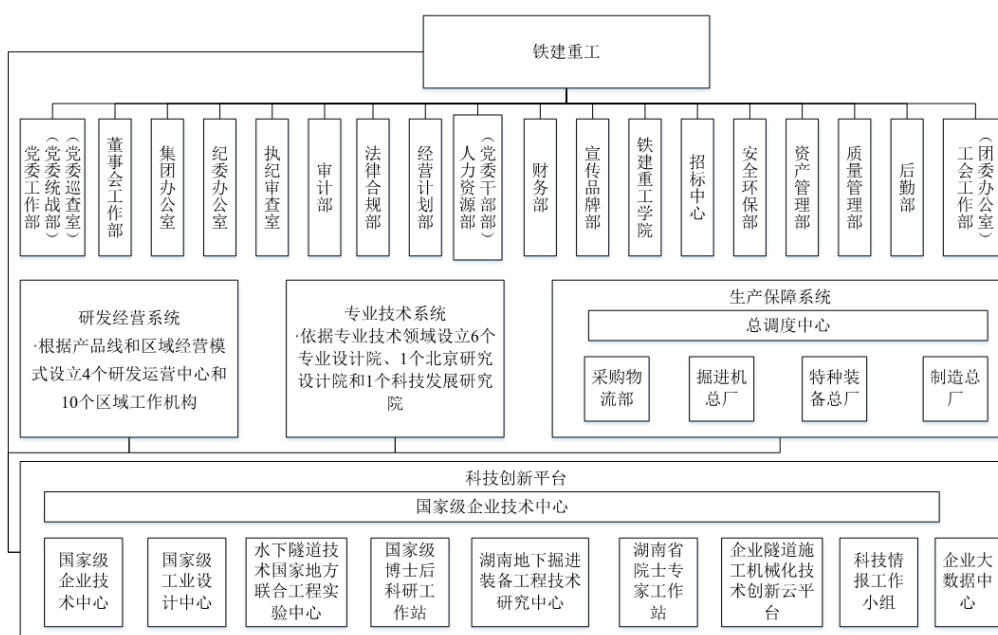 铁建重工
党委工作部
（党委统战部）
（党委巡查室）
董事会工作部
集团办公室
纪委办公室
执纪审查室
审计部
法律合规部
经营计划部
人力资源部
（党委干部部）
财务部
宣传品牌部
铁建重工学院
招标中心
安全环保部
资产管理部
质量管理部
后勤部
工会工作部
（团委办公室）
研发经营系统
·根据产品线和区域经营模
式设立4个研发运营中心和
10个区域工作机构
专业技术系统
·依据专业技术领域设立6个
专业设计院、1个北京研究
设计院和1个科技发展研究
院
生产保障系统
总调度中心
采购物
流部
掘进机
总厂
特种装
备总厂
制造总
厂
科技创新平台
国家级企业技术中心
国家级
企业技
术中心
国家级
工业设
计中心
水下隧道技
术国家地方
联合工程实
验中心
国家级
博士后
科研工
作站
湖南地下掘进
装备工程技术
研究中心
湖南省
院士专
家工作
站
企业隧道施
工机械化技
术创新云平
台
科技情
报工作
小组
企业大
数据中
心